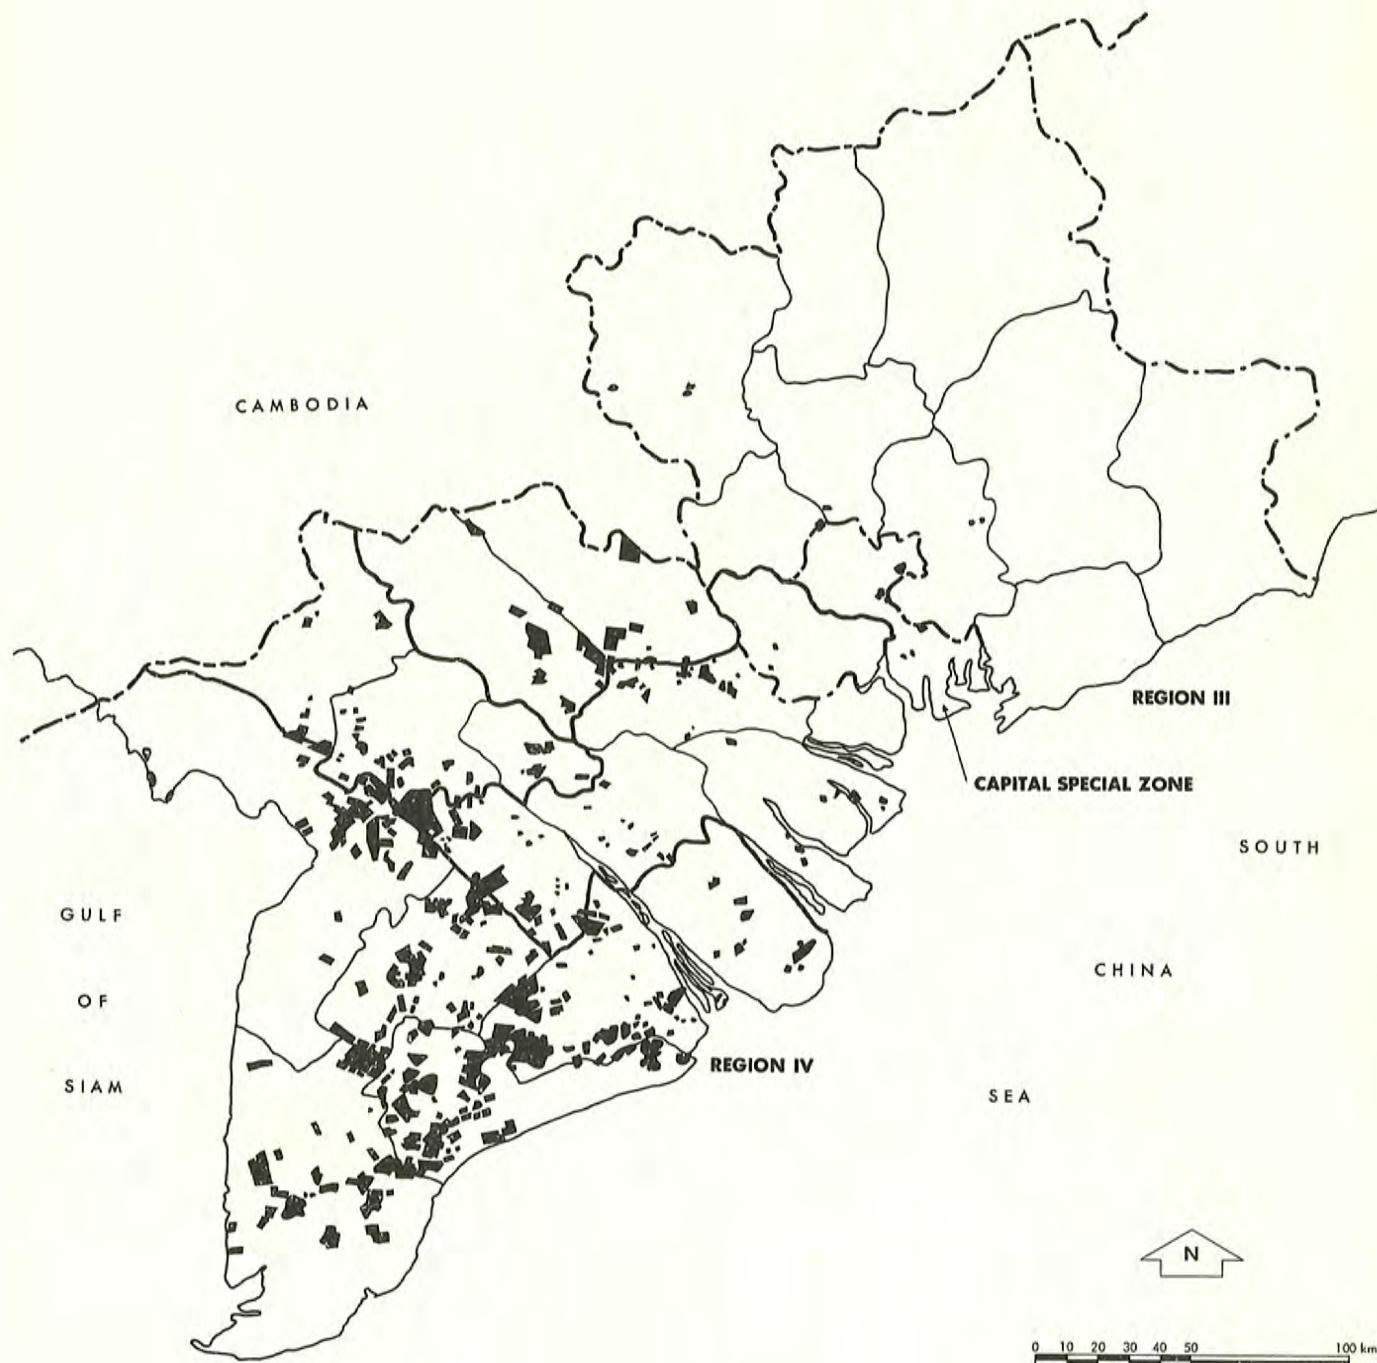 CAMBODIA
REGION III
CAPITAL SPECIAL ZONE
SOUTH
GULF
CHINA
OF
REGION IV
SIAM
SEA
N
0 10 20 30 40 50 100 km